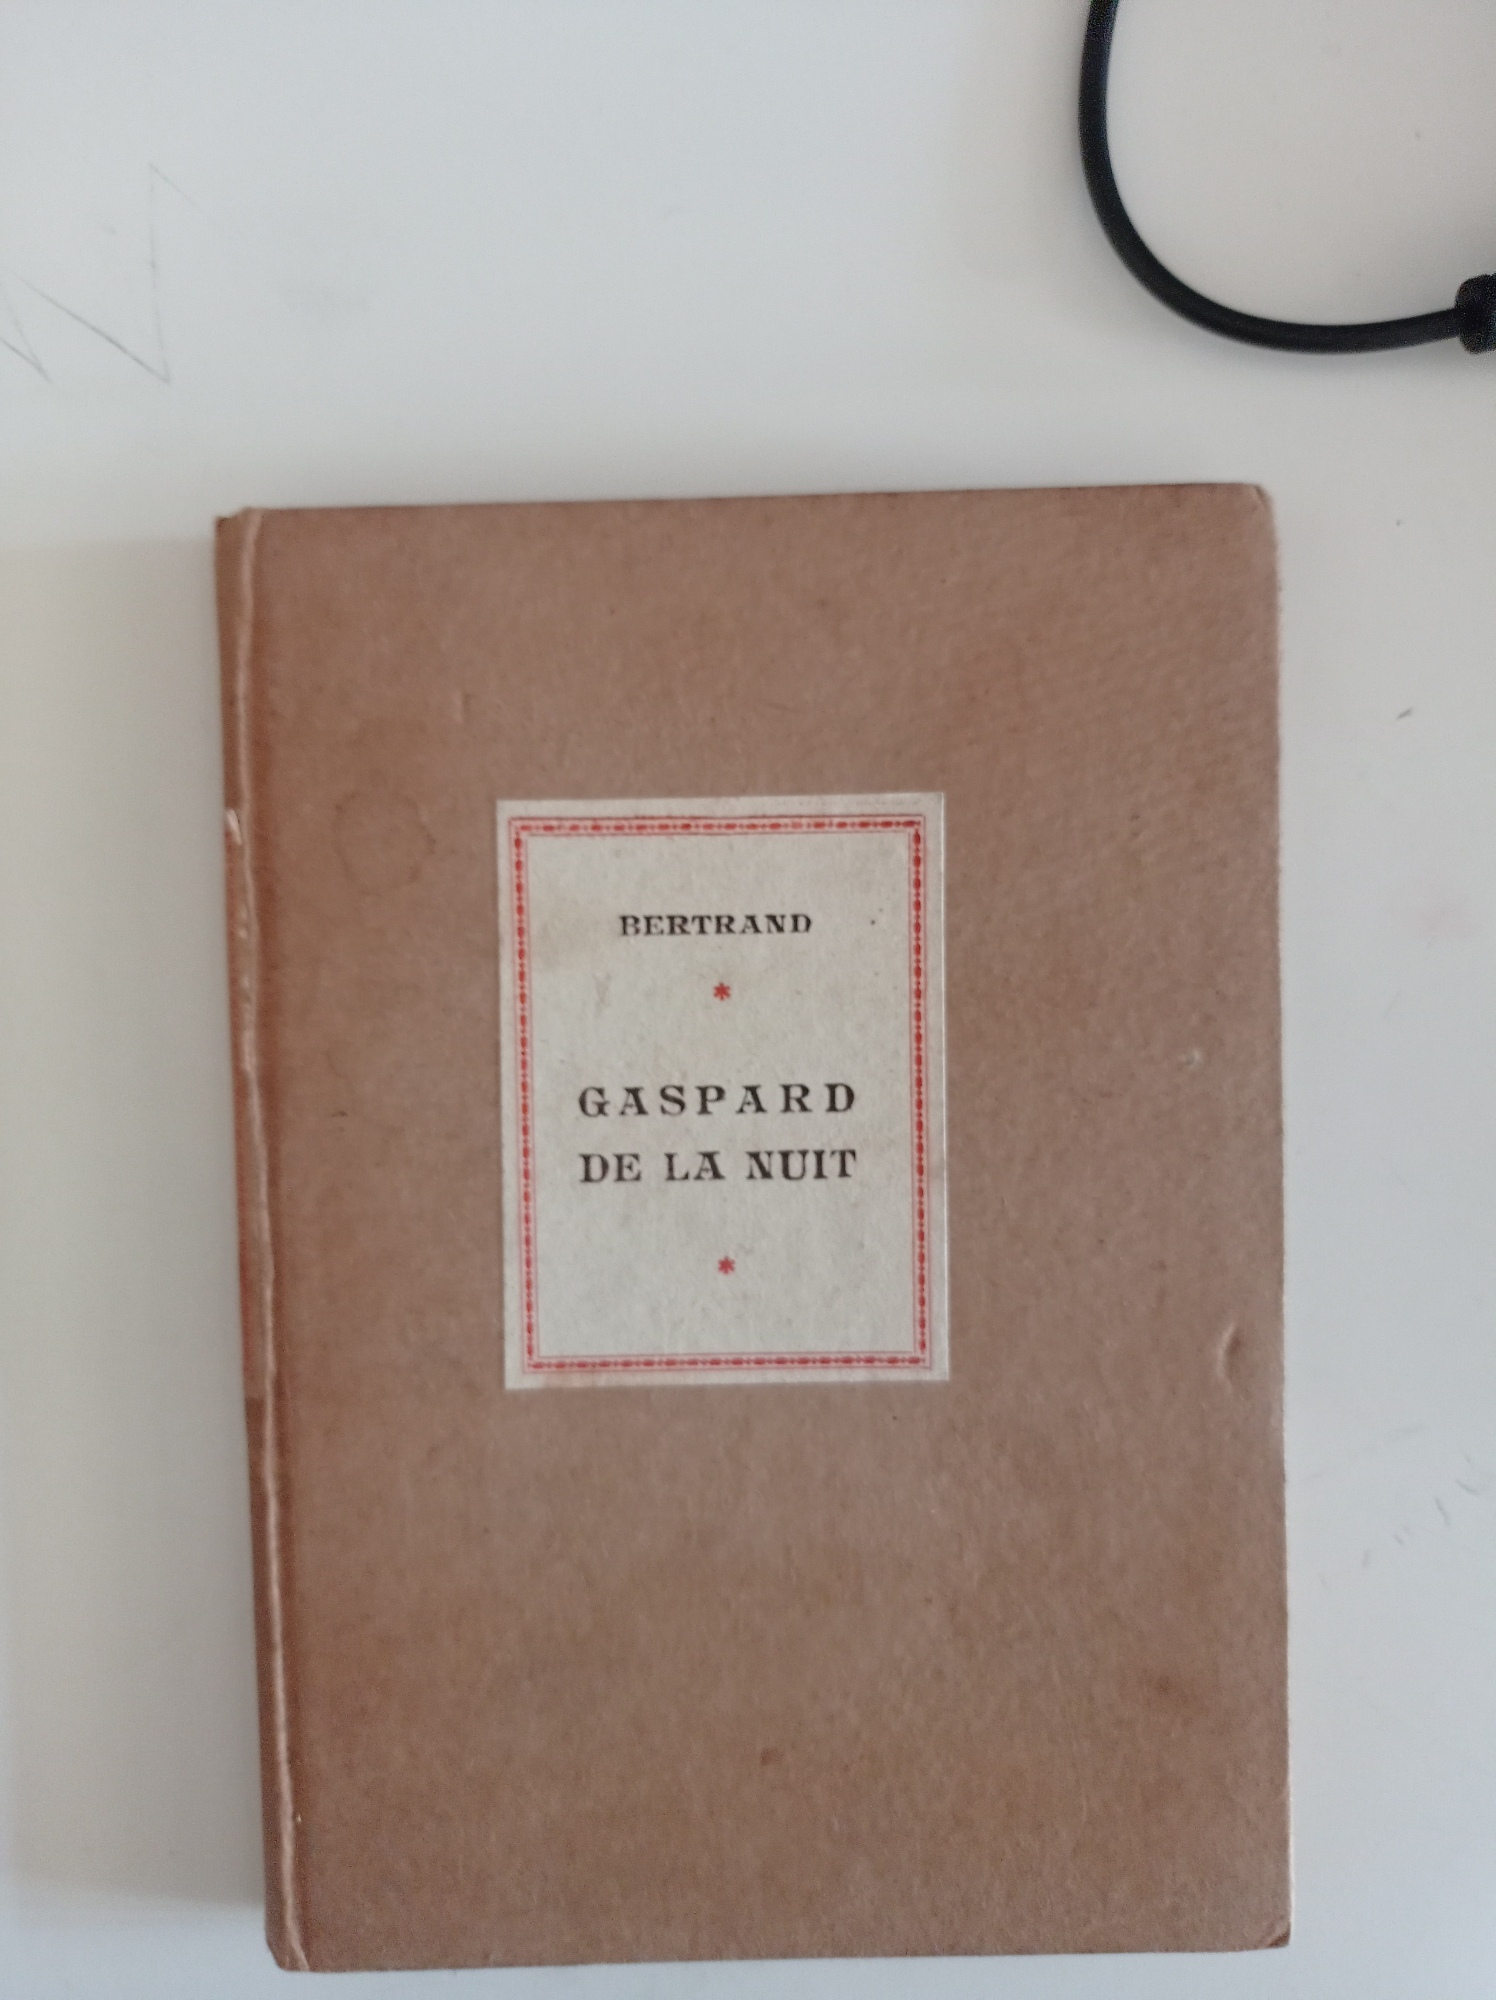 BERTRAND
*
GASPARD
DE LA NUIT
*